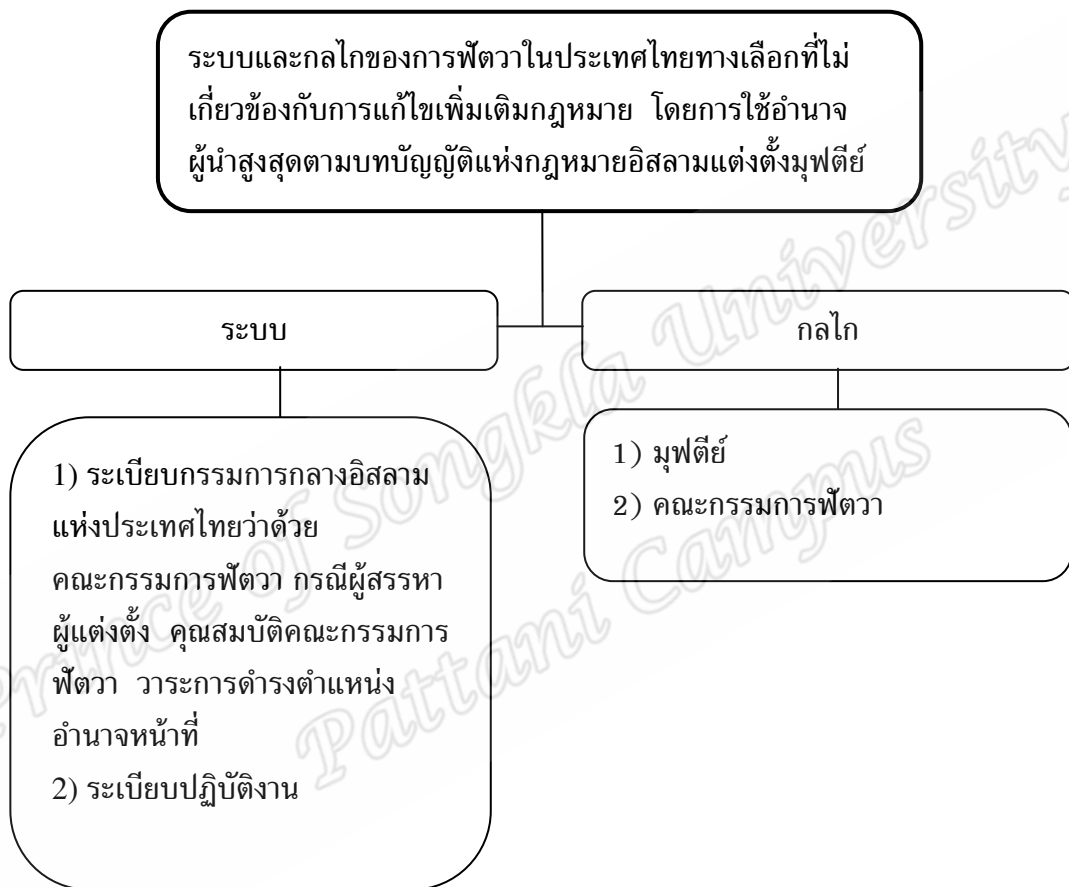 ระบบและกลไกของการฟัตวาในประเทศไทยทางเลือกที่ไม่
เกี่ยวข้องกับการแก้ไขเพิ่มเติมกฎหมาย โดยการใช้อำนาจ
ผู้นำสูงสุดตามบทบัญญัติแห่งกฎหมายอิสลามแต่งตั้งมุฟตีย์
ระบบ
กลไก
1) ระเบียบกรรมการกลางอิสลาม
แห่งประเทศไทยว่าด้วย
คณะกรรมการฟัตวา กรณีผู้สรรหา
ผู้แต่งตั้ง คุณสมบัติคณะกรรมการ
ฟัตวา วาระการดำรงตำแหน่ง
อำนาจหน้าที่
2) ระเบียบปฏิบัติงาน
1) มุฟตีย์
2) คณะกรรมการฟัตวา
Prince of Songkla University
Pattani Campus